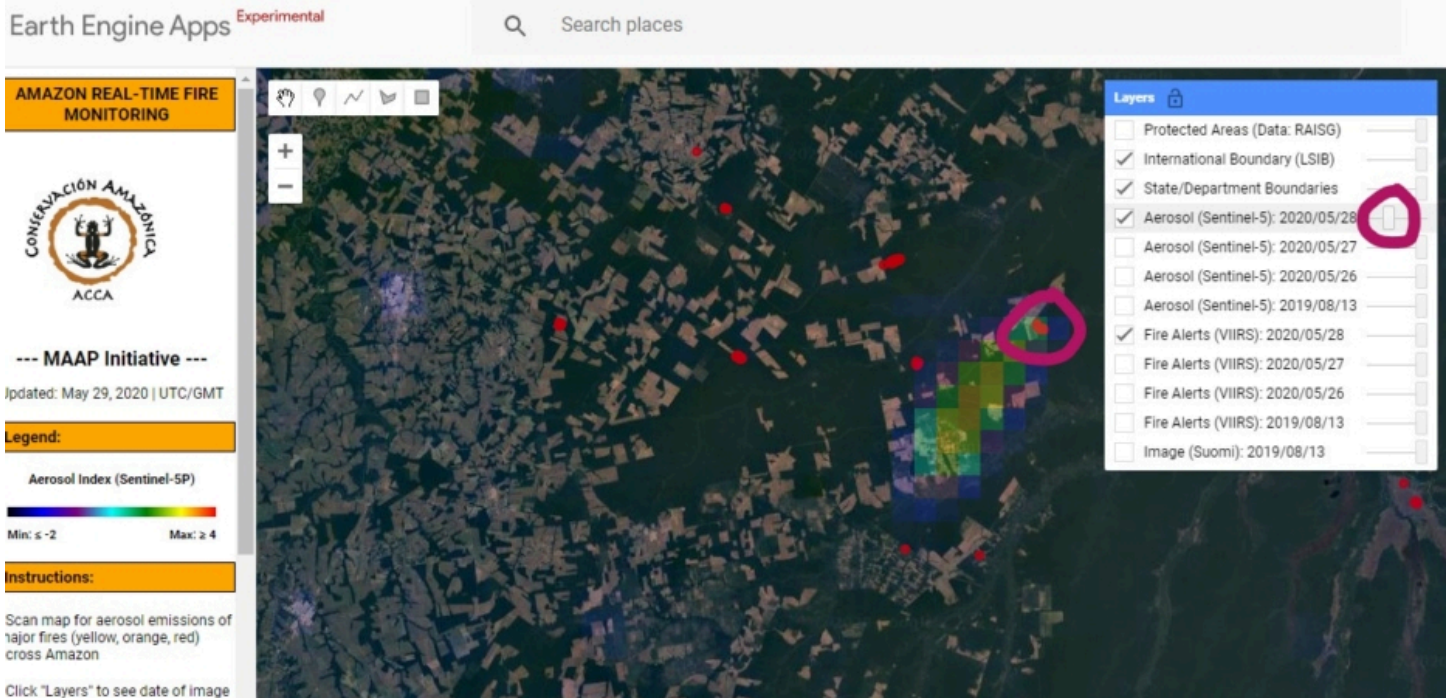 Earth Engine Apps Experimental
Search places
AMAZON REAL-TIME FIRE
MONITORING
CONSERVACIÓN AMAZÓNICA
ACCA
--- MAAP Initiative ---
Updated: May 29, 2020 | UTC/GMT
Legend:
Aerosol Index (Sentinel-5P)
Min: ≤ -2
Max: ≥ 4
Instructions:
Scan map for aerosol emissions of
major fires (yellow, orange, red)
across Amazon
Click "Layers" to see date of image
Layers
Protected Areas (Data: RAISG)
International Boundary (LSIB)
State/Department Boundaries
Aerosol (Sentinel-5): 2020/05/28
Aerosol (Sentinel-5): 2020/05/27
Aerosol (Sentinel-5): 2020/05/26
Aerosol (Sentinel-5): 2019/08/13
Fire Alerts (VIIRS): 2020/05/28
Fire Alerts (VIIRS): 2020/05/27
Fire Alerts (VIIRS): 2020/05/26
Fire Alerts (VIIRS): 2019/08/13
Image (Suomi): 2019/08/13